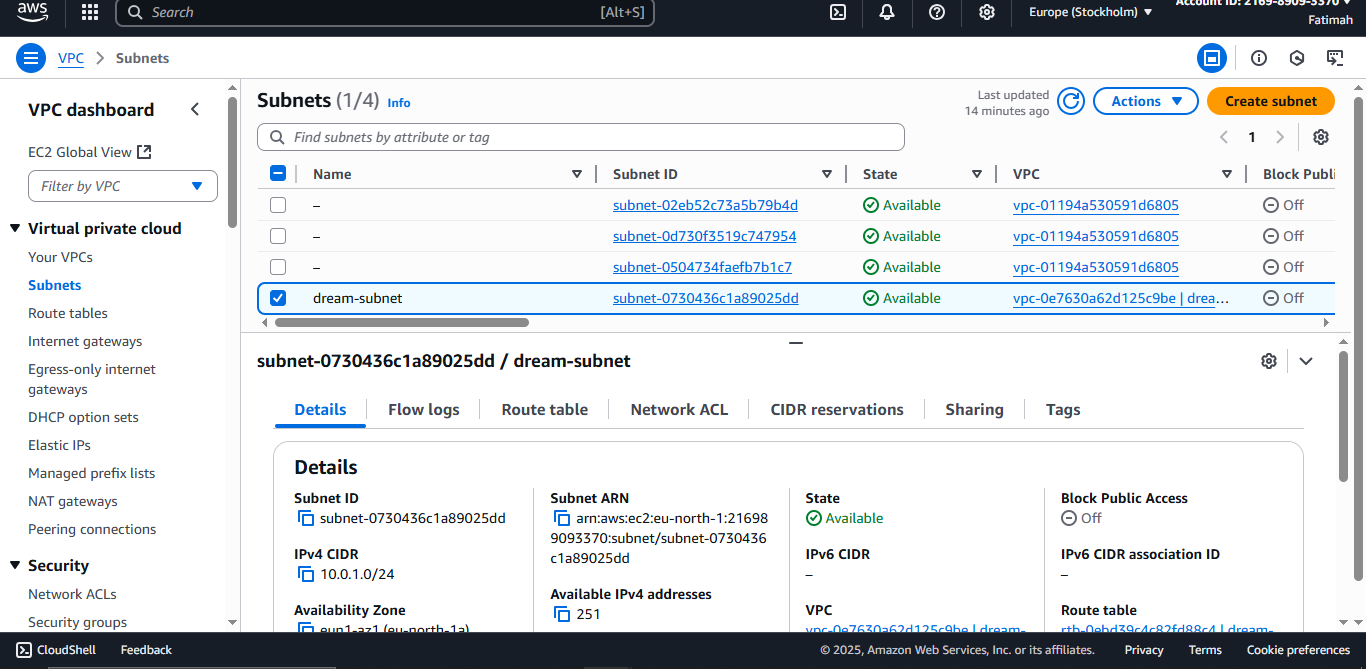 aws
Search
[Alt+S]
Europe (Stockholm)
Account ID: 2169-8909-3370
Fatimah
VPC
Subnets
VPC dashboard
EC2 Global View
Filter by VPC
Virtual private cloud
Your VPCs
Subnets
Route tables
Internet gateways
Egress-only internet
gateways
DHCP option sets
Elastic IPs
Managed prefix lists
NAT gateways
Peering connections
Security
Network ACLs
Security groups
Subnets (1/4) Info
Last updated
14 minutes ago
Actions
Create subnet
Find subnets by attribute or tag
1
Name Subnet ID State VPC Block Publi
– subnet-02eb52c73a5b79b4d Available vpc-01194a530591d6805 Off
– subnet-0d730f3519c747954 Available vpc-01194a530591d6805 Off
– subnet-0504734faefb7b1c7 Available vpc-01194a530591d6805 Off
dream-subnet subnet-0730436c1a89025dd Available vpc-0e7630a62d125c9be | drea... Off
subnet-0730436c1a89025dd / dream-subnet
Details Flow logs Route table Network ACL CIDR reservations Sharing Tags
Details
Subnet ID
subnet-0730436c1a89025dd
IPv4 CIDR
10.0.1.0/24
Availability Zone
eun1-az1 (eu-north-1a)
Subnet ARN
arn:aws:ec2:eu-north-1:21698
9093370:subnet/subnet-0730436
c1a89025dd
Available IPv4 addresses
251
State
Available
IPv6 CIDR
–
VPC
vpc-0e7630a62d125c9be | dream-
Block Public Access
Off
IPv6 CIDR association ID
–
Route table
rtb-0ebd39c4c82fd88c4 | dream-
CloudShell
Feedback
© 2025, Amazon Web Services, Inc. or its affiliates.
Privacy
Terms
Cookie preferences